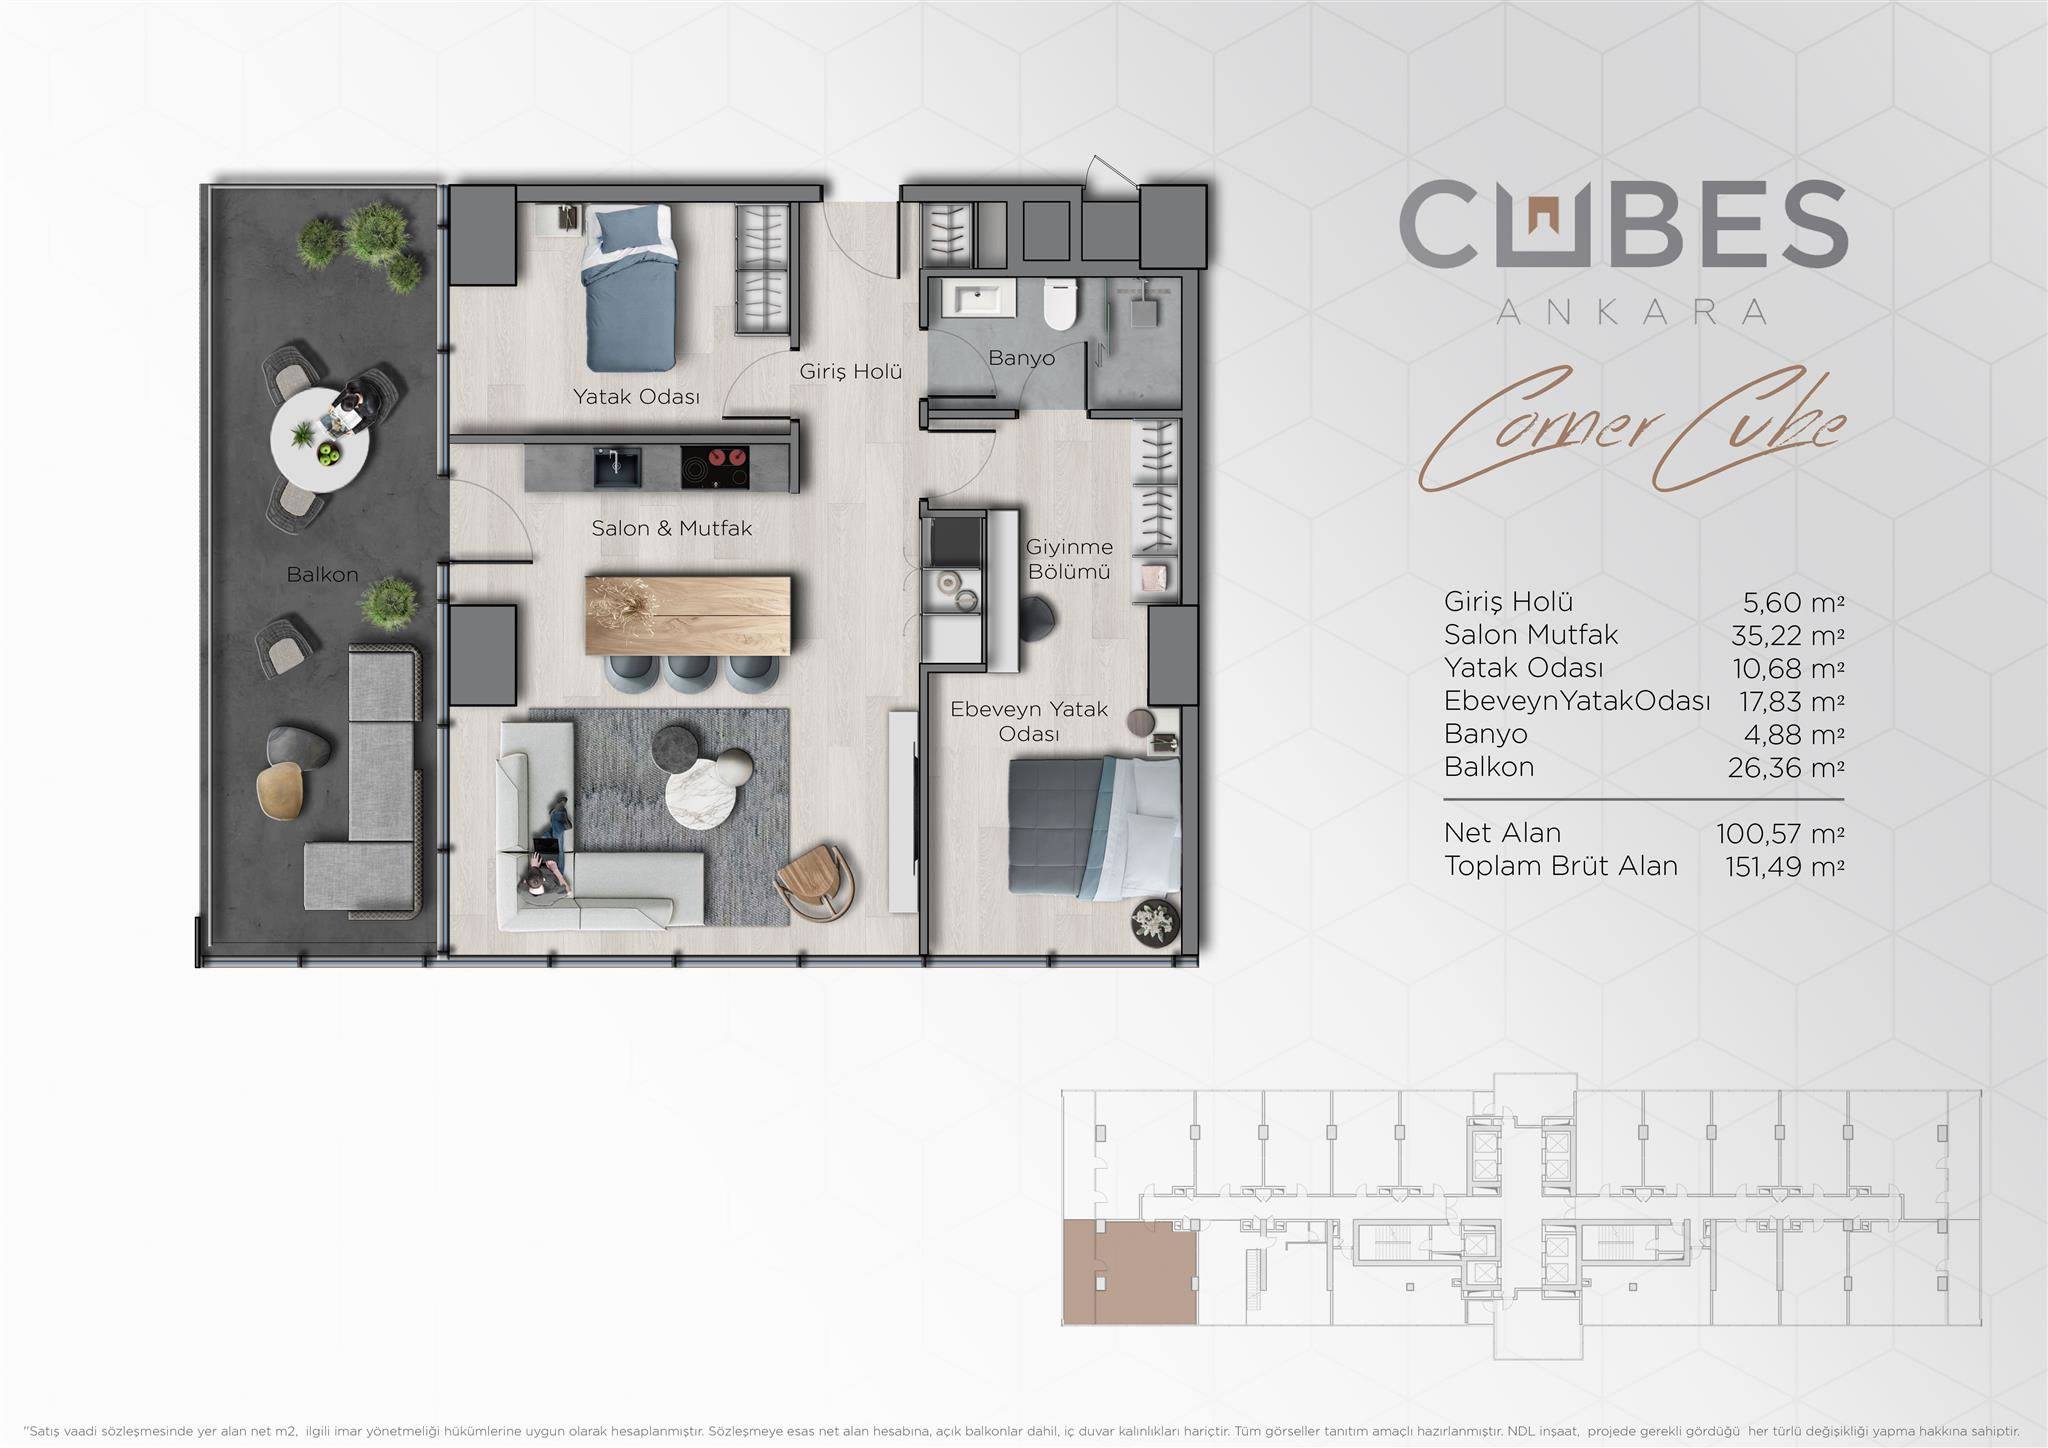 CUBES
ANKARA
Corner Cube
Yatak Odası
Giriş Holü
Banyo
Salon & Mutfak
Giyinme
Bölümü
Balkon
Ebeveyn Yatak
Odası
Giriş Holü 5,60 m²
Salon Mutfak 35,22 m²
Yatak Odası 10,68 m²
EbeveynYatakOdası 17,83 m²
Banyo 4,88 m²
Balkon 26,36 m²
Net Alan 100,57 m²
Toplam Brüt Alan 151,49 m²
"Satış vaadi sözleşmesinde yer alan net m2, ilgili imar yönetmeliği hükümlerine uygun olarak hesaplanmıştır. Sözleşmeye esas net alan hesabına, açık balkonlar dahil, iç duvar kalınlıkları hariçtir. Tüm görseller tanıtım amaçlı hazırlanmıştır. NDL inşaat, projede gerekli gördüğü her türlü değişikliği yapma hakkına sahiptir.